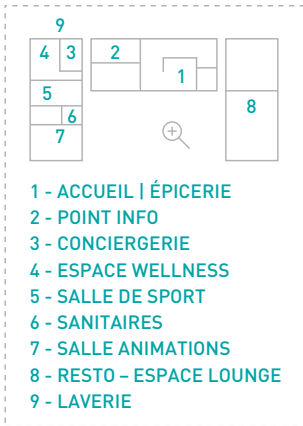 9
4 3 2
1
5
8
6
7
1 - ACCUEIL | ÉPICERIE
2 - POINT INFO
3 - CONCIERGERIE
4 - ESPACE WELLNESS
5 - SALLE DE SPORT
6 - SANITAIRES
7 - SALLE ANIMATIONS
8 - RESTO – ESPACE LOUNGE
9 - LAVERIE